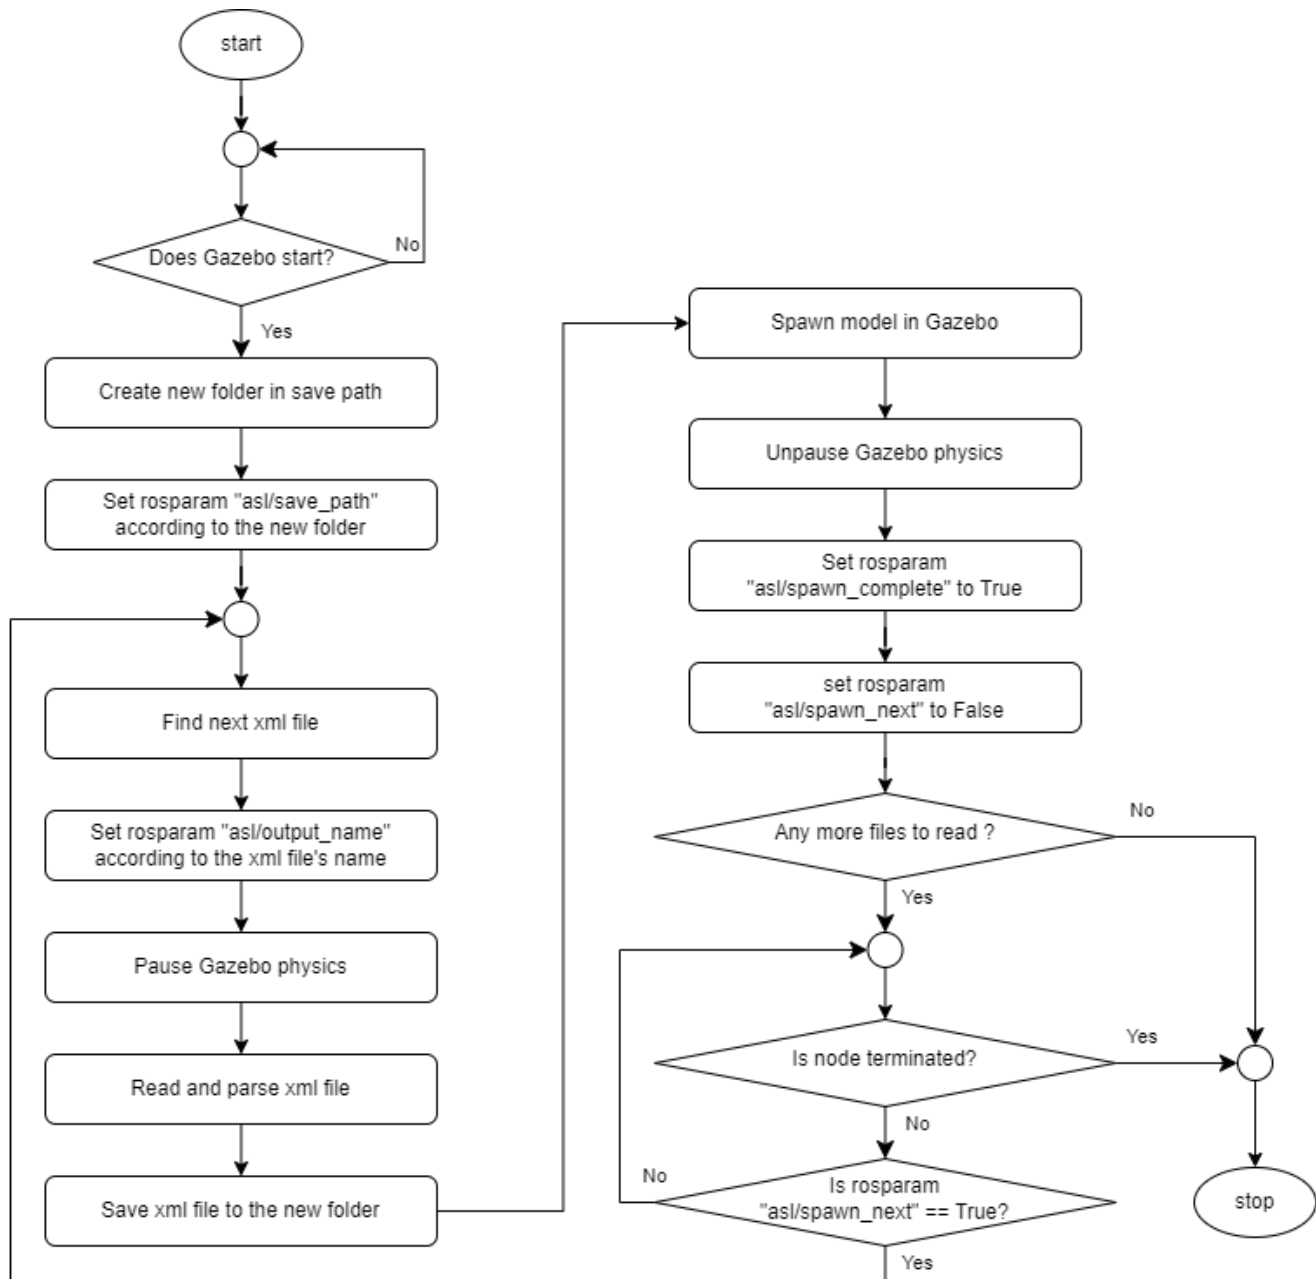 start
Does Gazebo start?
No
Yes
Create new folder in save path
Set rosparam "asl/save_path"
according to the new folder
Find next xml file
Set rosparam "asl/output_name"
according to the xml file's name
Pause Gazebo physics
Read and parse xml file
Save xml file to the new folder
Spawn model in Gazebo
Unpause Gazebo physics
Set rosparam
"asl/spawn_complete" to True
set rosparam
"asl/spawn_next" to False
Any more files to read ?
No
Yes
Is node terminated?
Yes
No
Is rosparam
"asl/spawn_next" == True?
No
Yes
stop